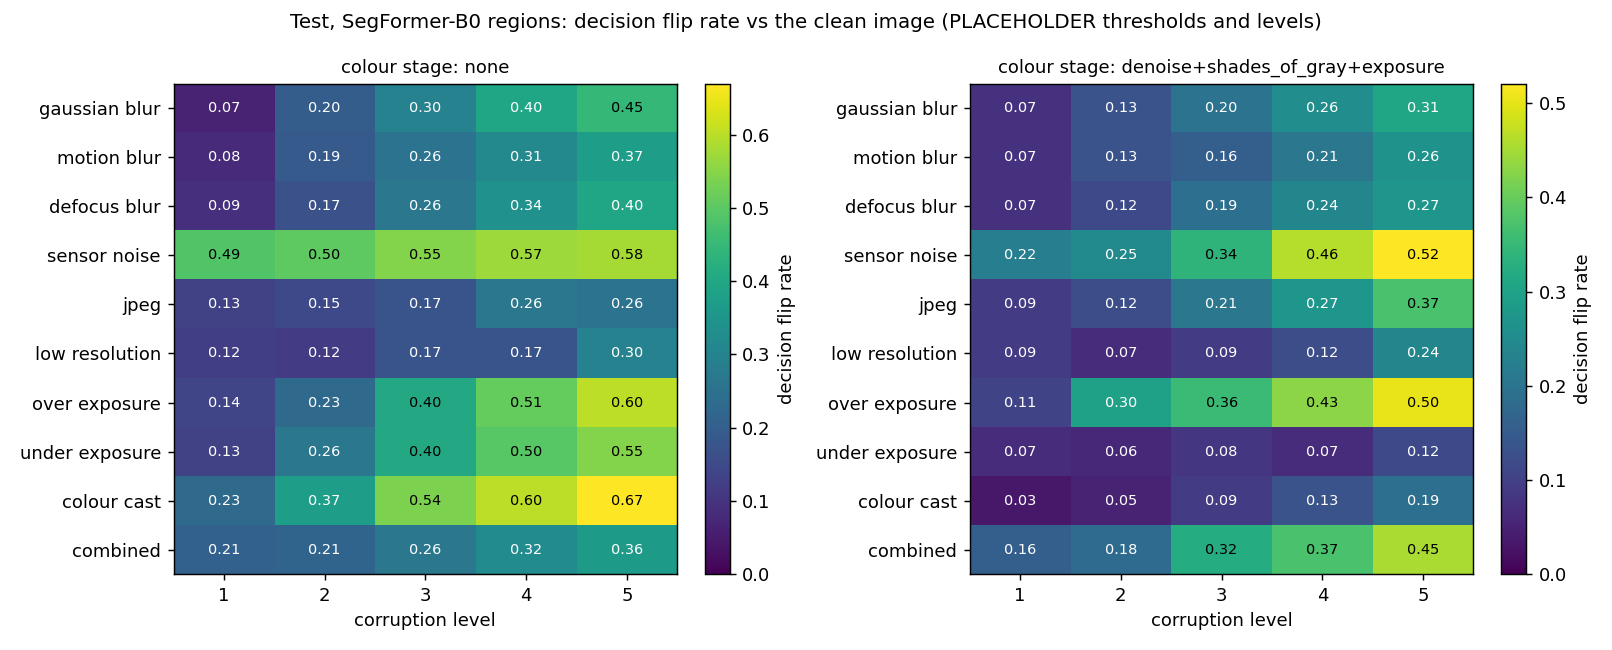 Test, SegFormer-B0 regions: decision flip rate vs the clean image (PLACEHOLDER thresholds and levels)
colour stage: none
gaussian blur 0.07 0.20 0.30 0.40 0.45
motion blur 0.08 0.19 0.26 0.31 0.37
defocus blur 0.09 0.17 0.26 0.34 0.40
sensor noise 0.49 0.50 0.55 0.57 0.58
jpeg 0.13 0.15 0.17 0.26 0.26
low resolution 0.12 0.12 0.17 0.17 0.30
over exposure 0.14 0.23 0.40 0.51 0.60
under exposure 0.13 0.26 0.40 0.50 0.55
colour cast 0.23 0.37 0.54 0.60 0.67
combined 0.21 0.21 0.26 0.32 0.36
1 2 3 4 5
corruption level
0.6
0.5
0.4
0.3
0.2
0.1
0.0
decision flip rate
colour stage: denoise+shades_of_gray+exposure
gaussian blur 0.07 0.13 0.20 0.26 0.31
motion blur 0.07 0.13 0.16 0.21 0.26
defocus blur 0.07 0.12 0.19 0.24 0.27
sensor noise 0.22 0.25 0.34 0.46 0.52
jpeg 0.09 0.12 0.21 0.27 0.37
low resolution 0.09 0.07 0.09 0.12 0.24
over exposure 0.11 0.30 0.36 0.43 0.50
under exposure 0.07 0.06 0.08 0.07 0.12
colour cast 0.03 0.05 0.09 0.13 0.19
combined 0.16 0.18 0.32 0.37 0.45
1 2 3 4 5
corruption level
0.5
0.4
0.3
0.2
0.1
0.0
decision flip rate